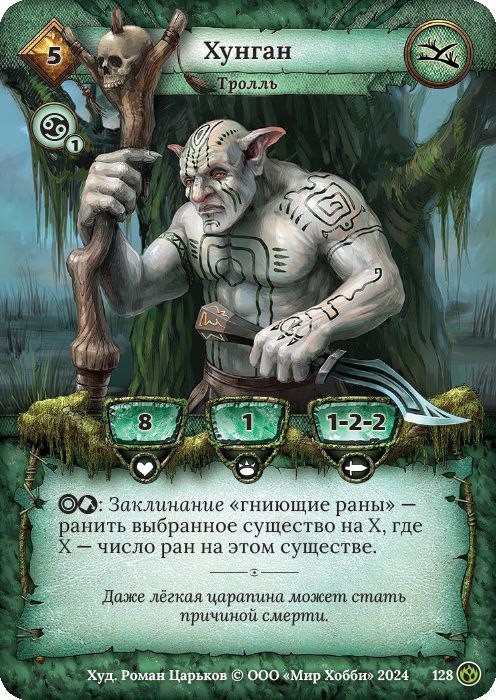 5
Хунган
Тролль
1
8
1
1-2-2
: Заклинание «гниющие раны» —
ранить выбранное существо на X, где
X — число ран на этом существе.
Даже лёгкая царапина может стать
причиной смерти.
Худ. Роман Царьков © ООО «Мир Хобби» 2024
128